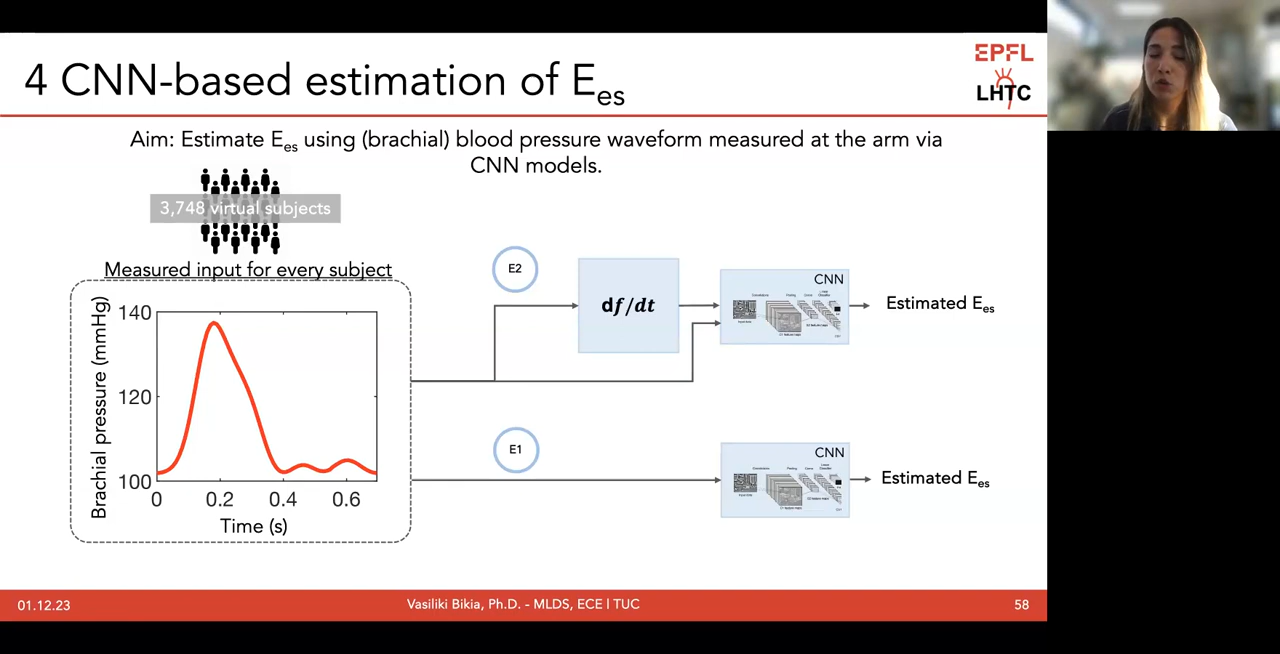 4 CNN-based estimation of Ees
EPFL
LHTC
Aim: Estimate Ees using (brachial) blood pressure waveform measured at the arm via
CNN models.
3,748 virtual subjects
Measured input for every subject
Brachial pressure (mmHg)
140
120
100
0
0.2
0.4
0.6
Time (s)
E2
df/dt
CNN
Estimated Ees
E1
CNN
Estimated Ees
01.12.23
Vasiliki Bikia, Ph.D. - MLDS, ECE | TUC
58